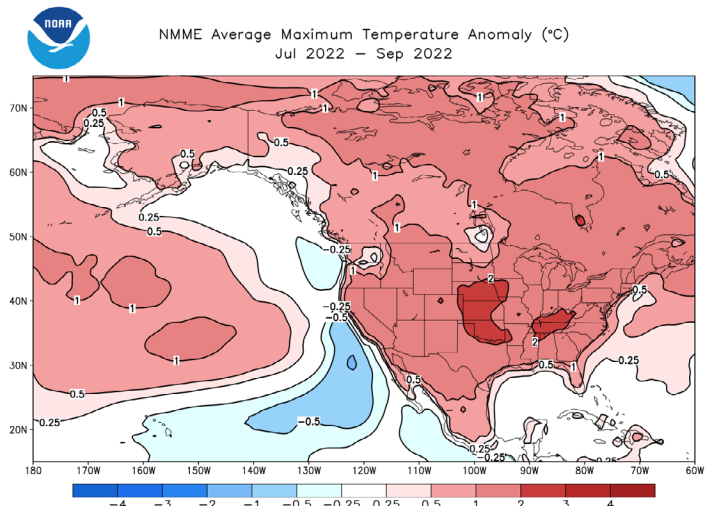 NOAA
NMME Average Maximum Temperature Anomaly (°C)
Jul 2022 – Sep 2022
1
1
1
1
70N
0.5
0.25
0.5
0.5
1
60N
0.25
1
0.5
0.25
0.5
1
1
50N
-0.25
1
2
0.5
40N
1
1
-0.25
-0.5
2
1
0.25
30N
0.5
0.5
1
0.5
0.25
-0.5
20N
0.25
-0.25
0.25
180
170W
160W
150W
140W
130W
120W
110W
100W
90W
80W
70W
60W
-4
-3
-2
-1
-0.5
-0.25
0.25
0.5
1
2
3
4